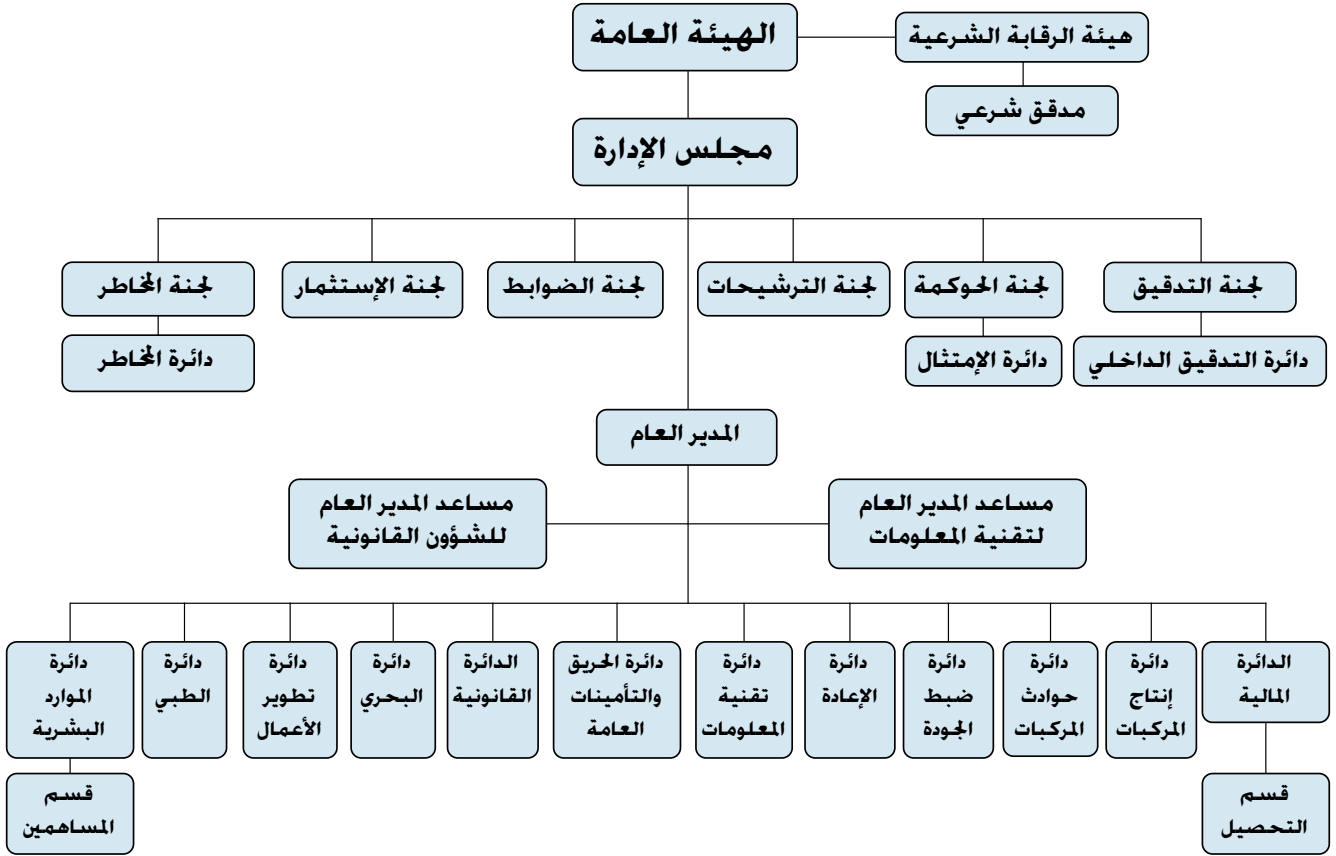 الهيئة العامة
هيئة الرقابة الشرعية
مدقق شرعي
مجلس الإدارة
لجنة التدقيق
لجنة الحوكمة
لجنة الترشيحات
لجنة الضوابط
لجنة الإستثمار
لجنة المخاطر
دائرة التدقيق الداخلي
دائرة الإمتثال
دائرة المخاطر
المدير العام
مساعد المدير العام
لتقنية المعلومات
مساعد المدير العام
للشؤون القانونية
الدائرة
المالية
دائرة
إنتاج
المركبات
دائرة
حوادث
المركبات
دائرة
ضبط
الجودة
دائرة
الإعادة
دائرة
تقنية
المعلومات
دائرة الحريق
والتأمينات
العامة
الدائرة
القانونية
دائرة
البحري
دائرة
تطوير
الأعمال
دائرة
الطبي
دائرة
الموارد
البشرية
قسم
التحصيل
قسم
المساهمين